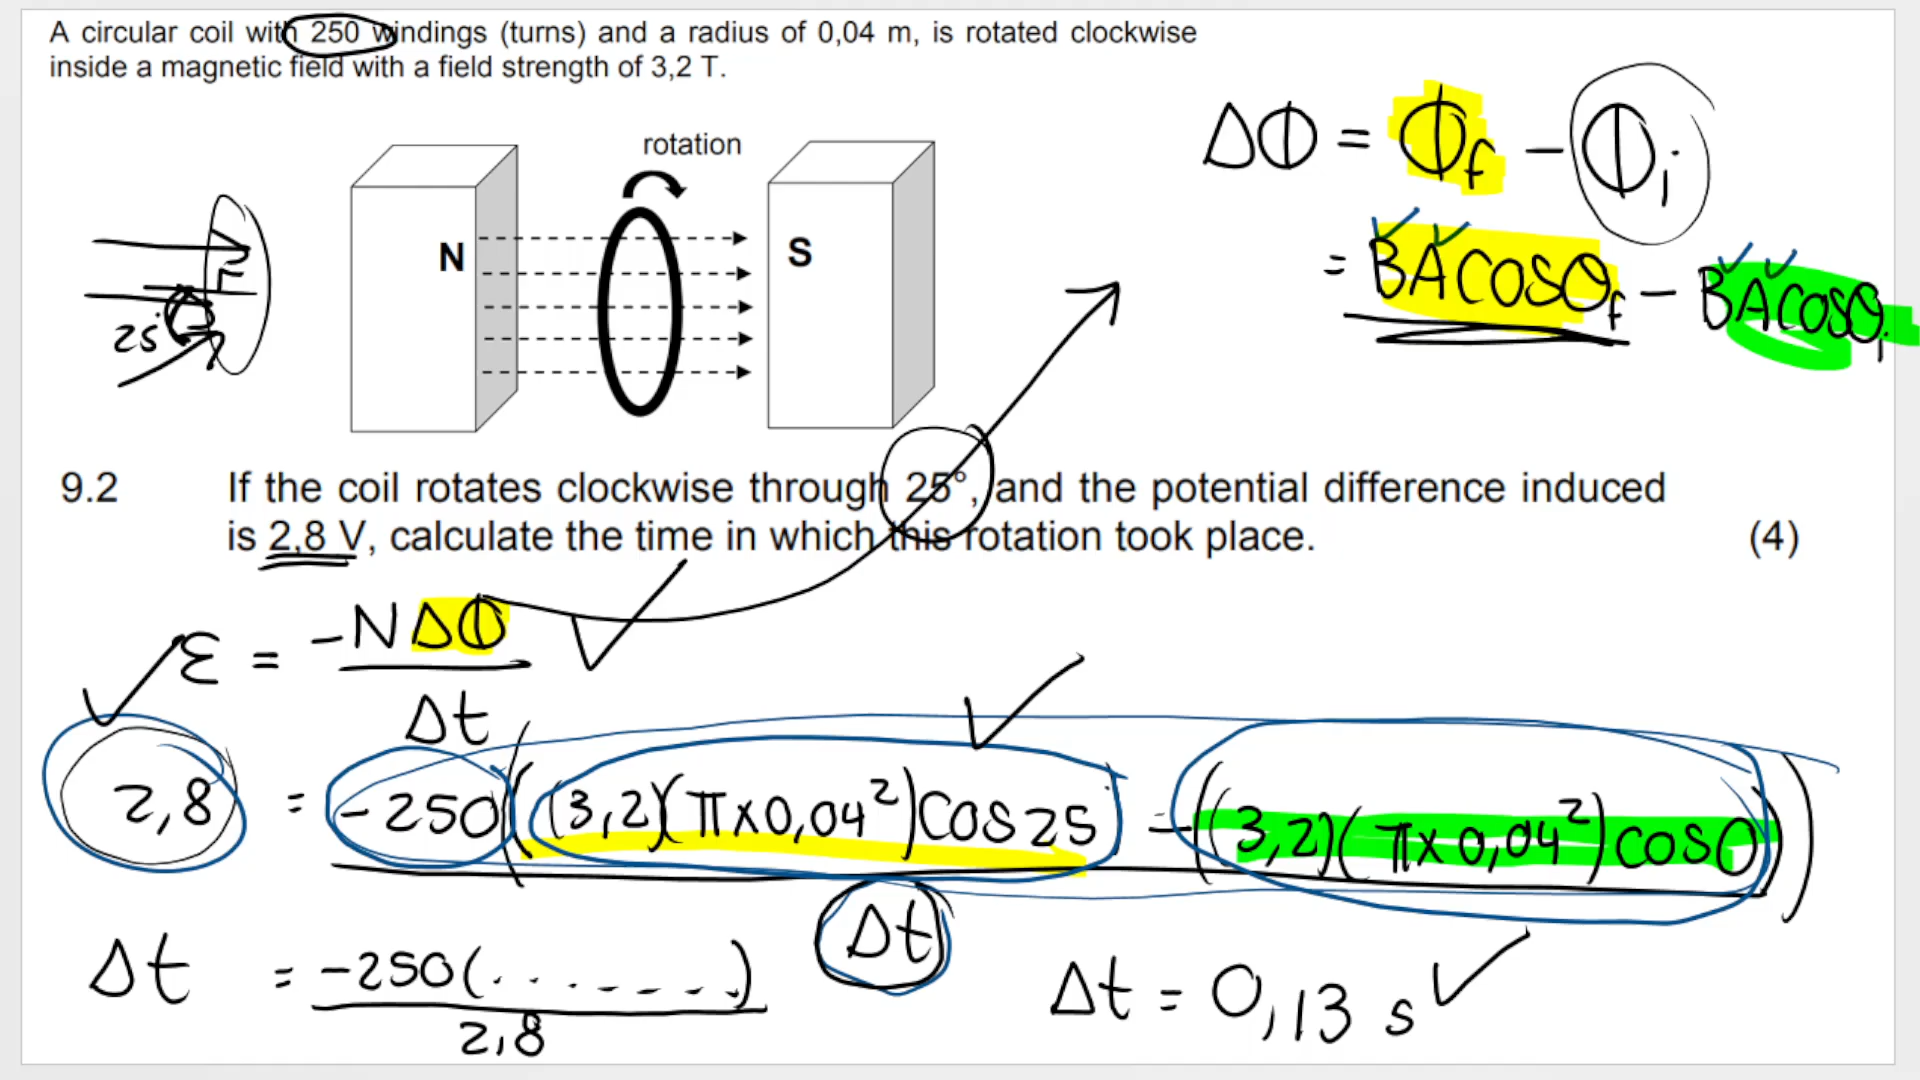 A circular coil with 250 windings (turns) and a radius of 0,04 m, is rotated clockwise
inside a magnetic field with a field strength of 3,2 T.
rotation
N
S
25°
ΔΦ = Φf − Φi
= BAcosθf − BAcosθi
9.2 If the coil rotates clockwise through 25°, and the potential difference induced
is 2,8 V, calculate the time in which this rotation took place. (4)
ε = -NΔΦ
Δt
2,8 = -250((3,2)(π×0,04²)cos25 − ((3,2)(π×0,04²)cos0))
Δt
Δt = -250(.........)
2,8
Δt = 0,13 s